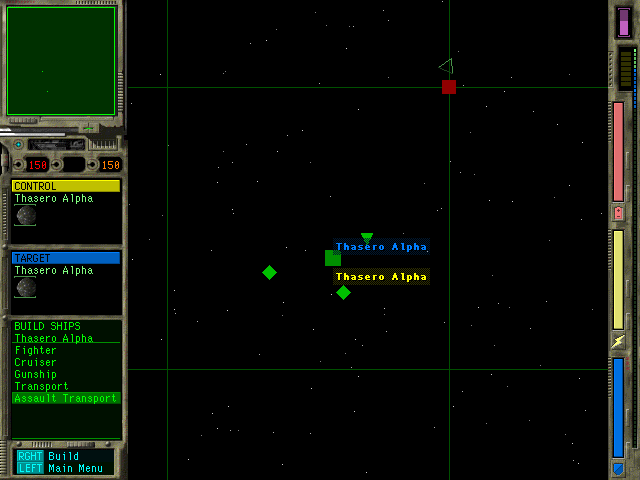 150 150
CONTROL
Thasero Alpha
TARGET
Thasero Alpha
BUILD SHIPS
Thasero Alpha
Fighter
Cruiser
Gunship
Transport
Assault Transport
RGHT Build
LEFT Main Menu
Thasero Alpha
Thasero Alpha